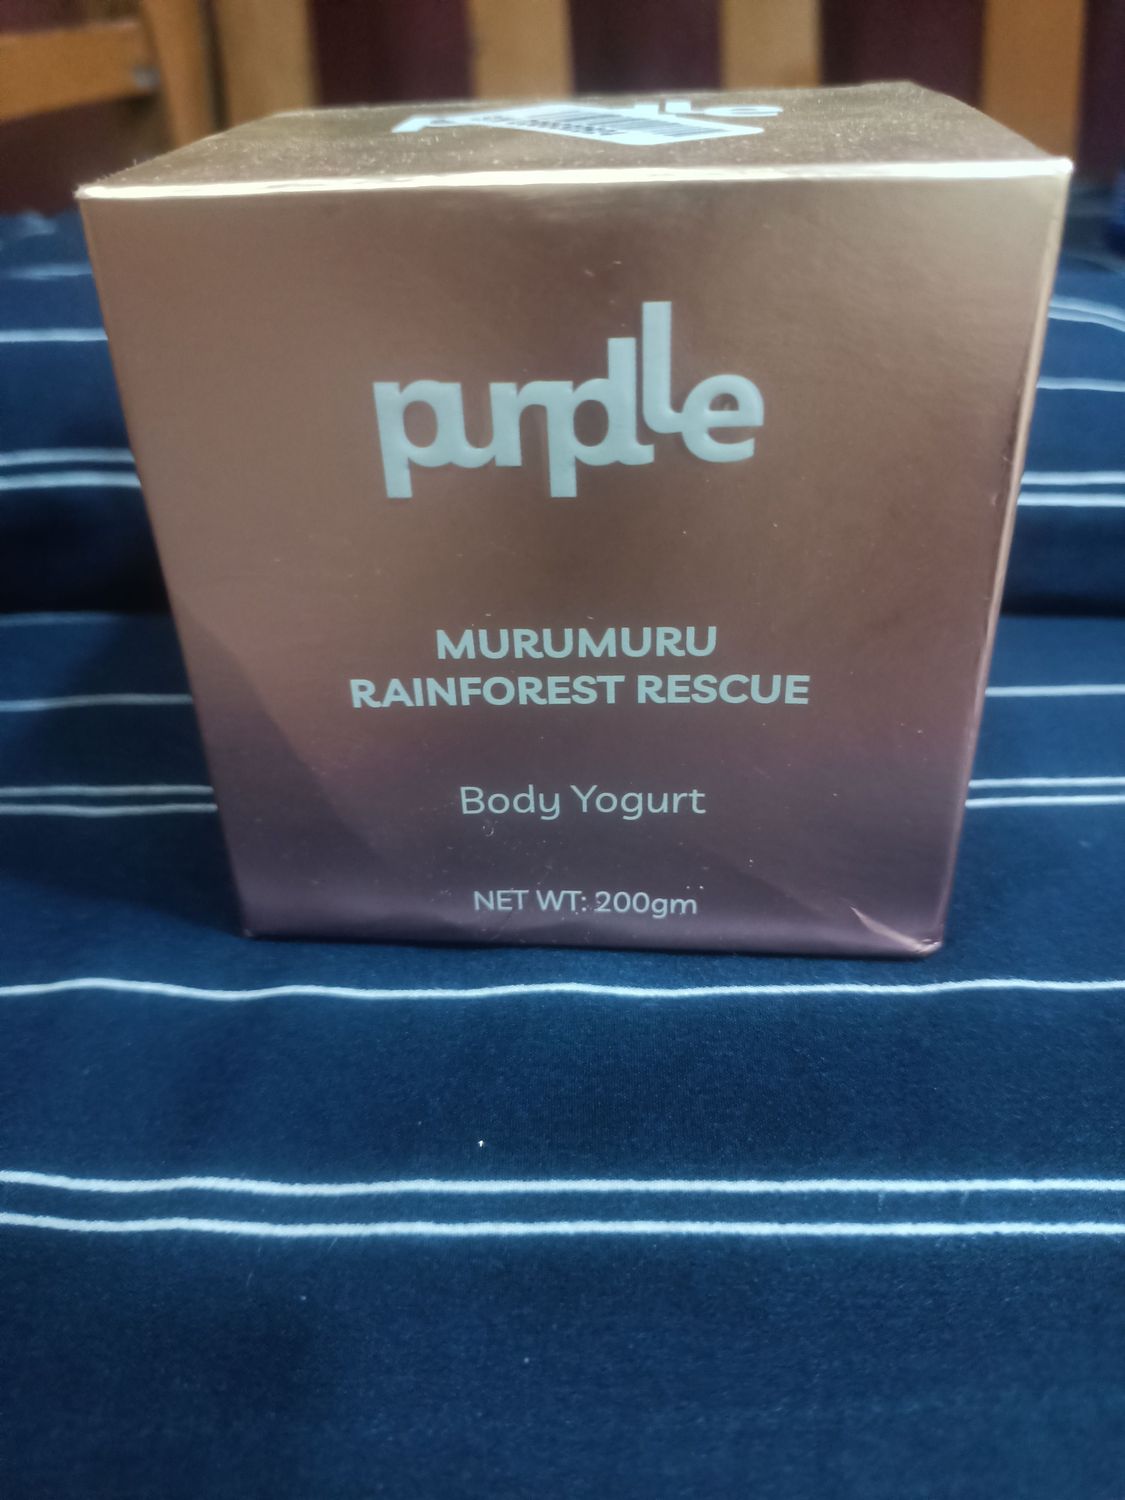 purplle
MURUMURU
RAINFOREST RESCUE
Body Yogurt
NET WT: 200gm